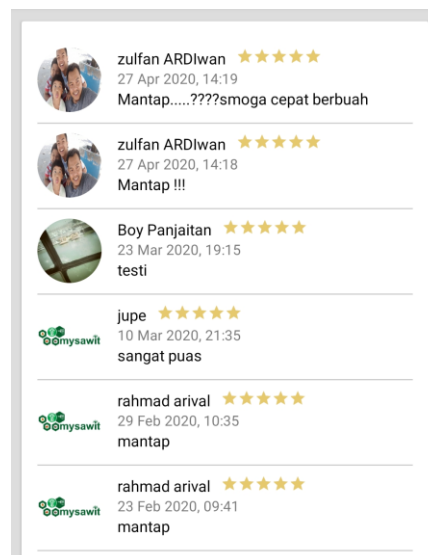 zulfan ARDIwan
27 Apr 2020, 14:19
Mantap.....????smoga cepat berbuah
zulfan ARDIwan
27 Apr 2020, 14:18
Mantap !!!
Boy Panjaitan
23 Mar 2020, 19:15
testi
jupe
10 Mar 2020, 21:35
mysawit
sangat puas
rahmad arival
29 Feb 2020, 10:35
mysawit
mantap
rahmad arival
23 Feb 2020, 09:41
mysawit
mantap